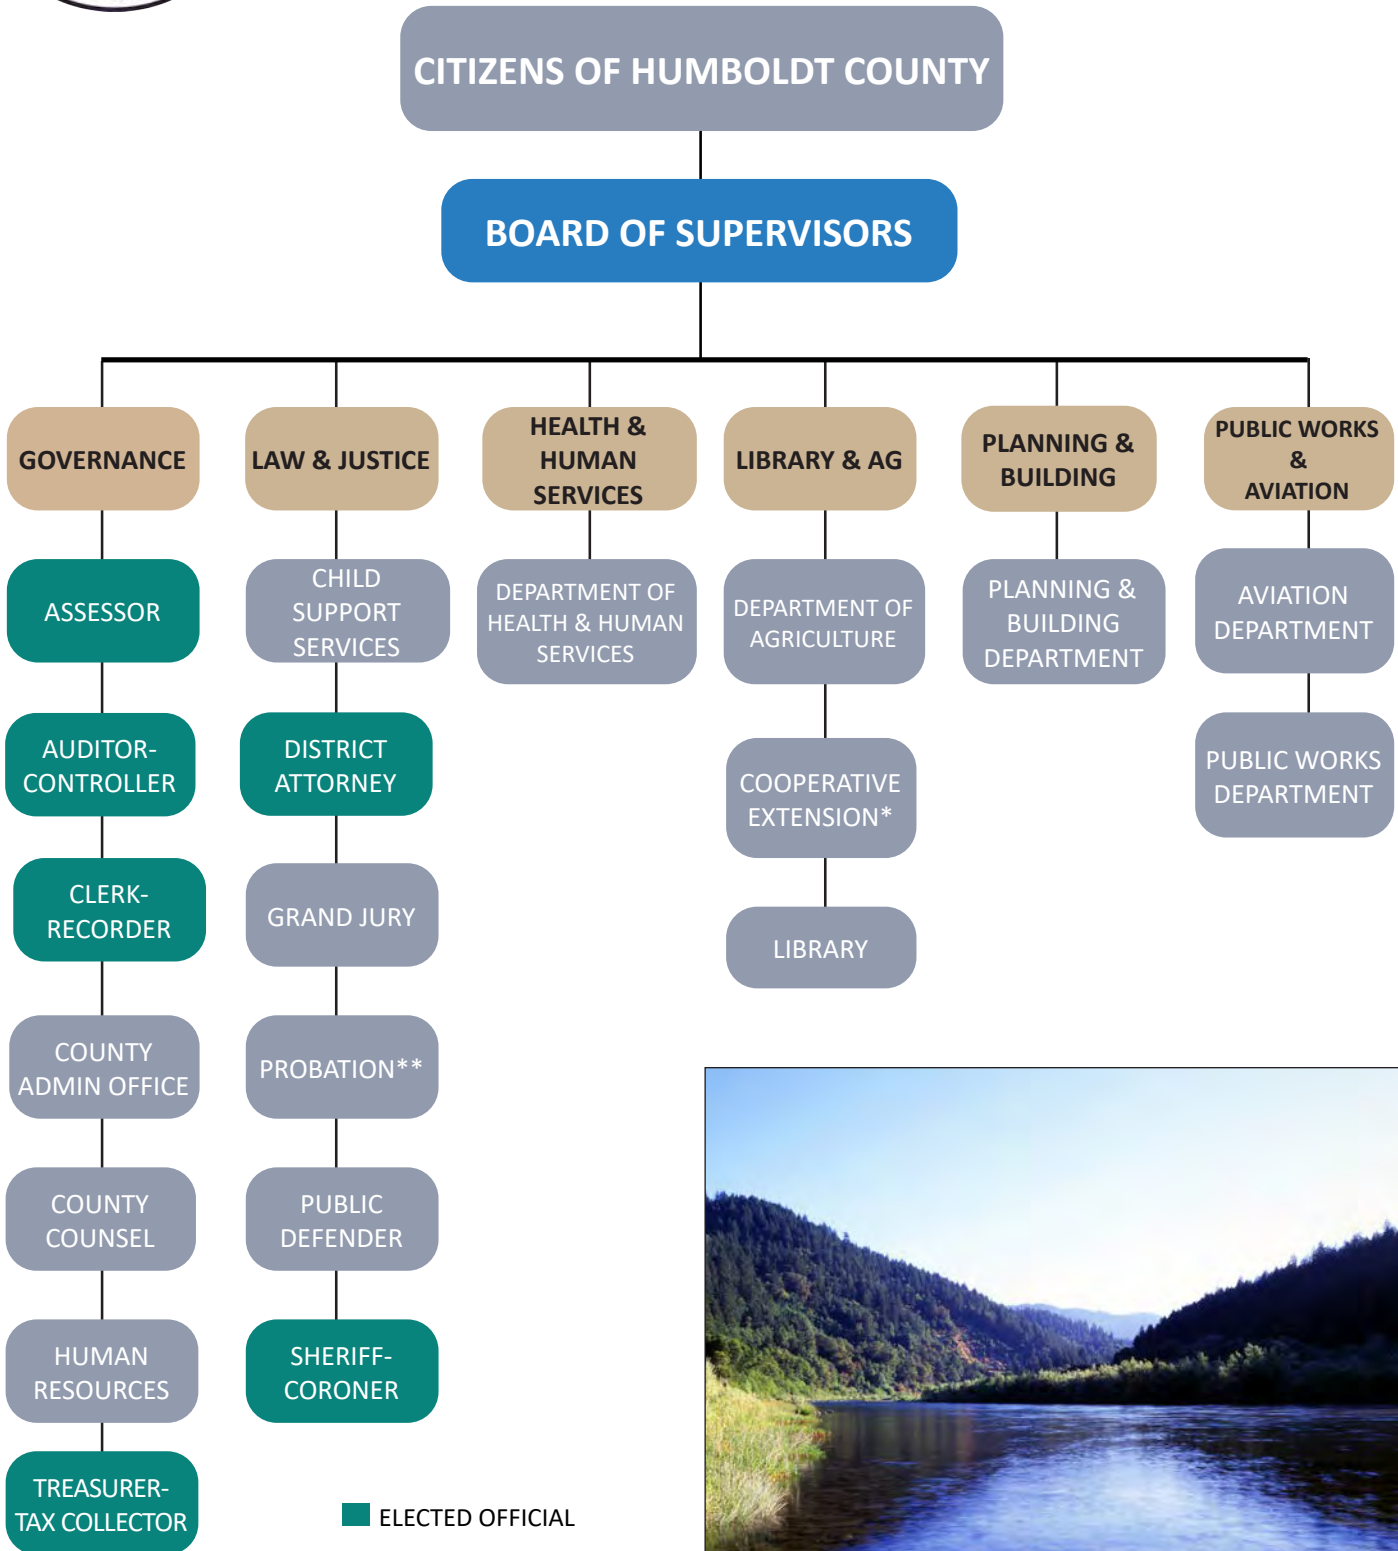 CITIZENS OF HUMBOLDT COUNTY
BOARD OF SUPERVISORS
GOVERNANCE
ASSESSOR
AUDITOR-
CONTROLLER
CLERK-
RECORDER
COUNTY
ADMIN OFFICE
COUNTY
COUNSEL
HUMAN
RESOURCES
TREASURER-
TAX COLLECTOR
LAW & JUSTICE
CHILD
SUPPORT
SERVICES
DISTRICT
ATTORNEY
GRAND JURY
PROBATION**
PUBLIC
DEFENDER
SHERIFF-
CORONER
HEALTH &
HUMAN
SERVICES
DEPARTMENT OF
HEALTH & HUMAN
SERVICES
LIBRARY & AG
DEPARTMENT OF
AGRICULTURE
COOPERATIVE
EXTENSION*
LIBRARY
PLANNING &
BUILDING
PLANNING &
BUILDING
DEPARTMENT
PUBLIC WORKS
&
AVIATION
AVIATION
DEPARTMENT
PUBLIC WORKS
DEPARTMENT
ELECTED OFFICIAL